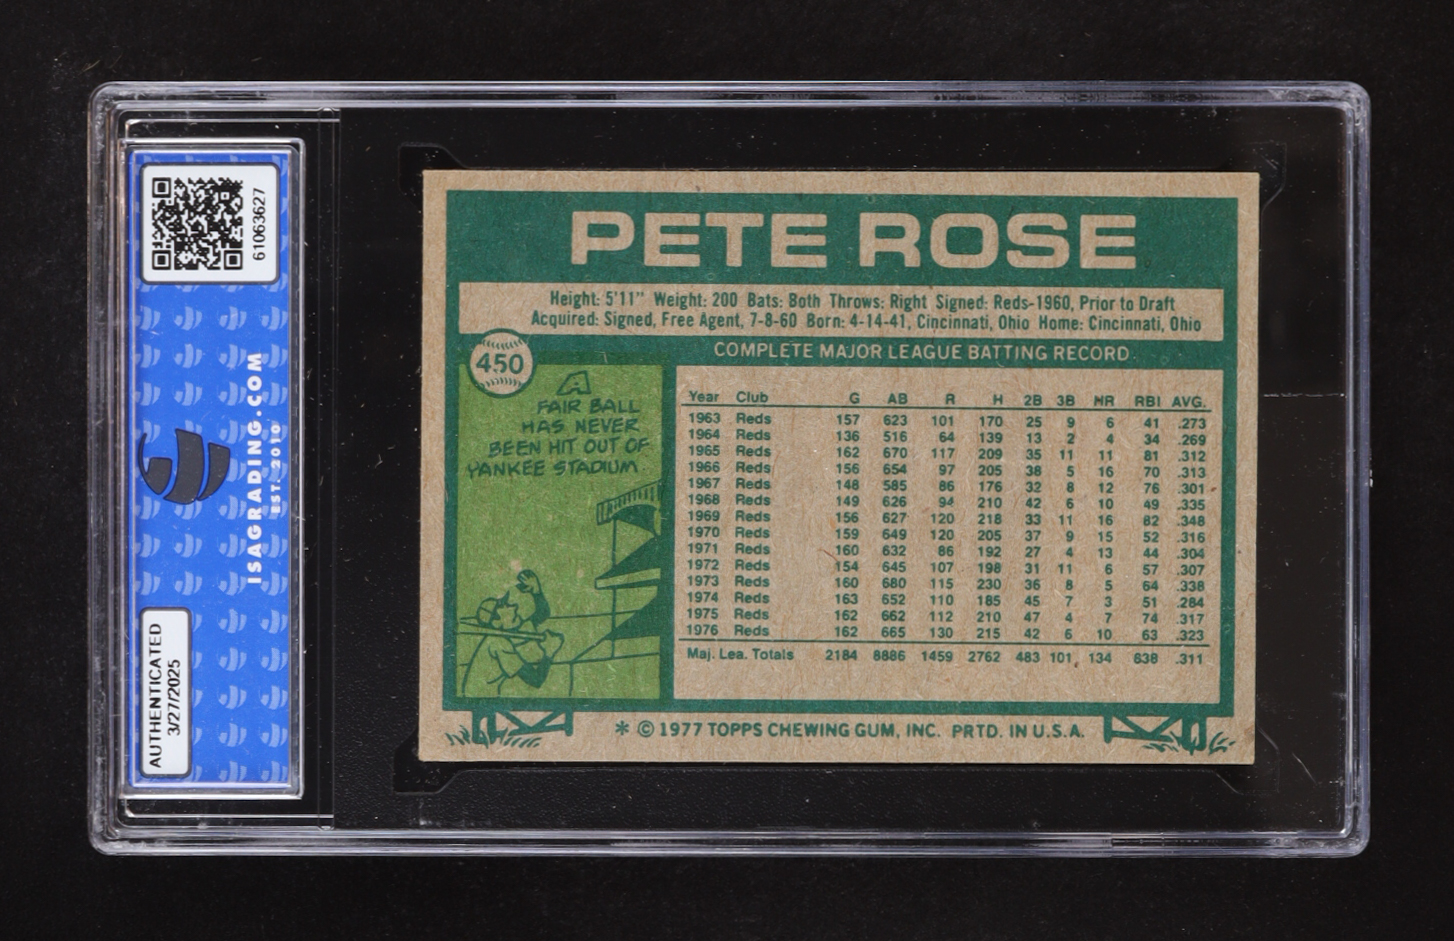 61063627
ISAGRADING.COM
EST. 2010
AUTHENTICATED
3/27/2025
PETE ROSE
Height: 5'11" Weight: 200 Bats: Both Throws: Right Signed: Reds-1960, Prior to Draft
Acquired: Signed, Free Agent, 7-8-60 Born: 4-14-41, Cincinnati, Ohio Home: Cincinnati, Ohio
450
COMPLETE MAJOR LEAGUE BATTING RECORD
A
FAIR BALL
HAS NEVER
BEEN HIT OUT OF
YANKEE STADIUM
Year Club G AB R H 2B 3B HR RBI AVG.
1963 Reds 157 623 101 170 25 9 6 41 .273
1964 Reds 136 516 64 139 13 2 4 34 .269
1965 Reds 162 670 117 209 35 11 11 81 .312
1966 Reds 156 654 97 205 38 5 16 70 .313
1967 Reds 148 585 86 176 32 8 12 76 .301
1968 Reds 149 626 94 210 42 6 10 49 .335
1969 Reds 156 627 120 218 33 11 16 82 .348
1970 Reds 159 649 120 205 37 9 15 52 .316
1971 Reds 160 632 86 192 27 4 13 44 .304
1972 Reds 154 645 107 198 31 11 6 57 .307
1973 Reds 160 680 115 230 36 8 5 64 .338
1974 Reds 163 652 110 185 45 7 3 51 .284
1975 Reds 162 662 112 210 47 4 7 74 .317
1976 Reds 162 665 130 215 42 6 10 63 .323
Maj. Lea. Totals 2184 8886 1459 2762 483 101 134 838 .311
* © 1977 TOPPS CHEWING GUM, INC. PRTD. IN U.S.A.